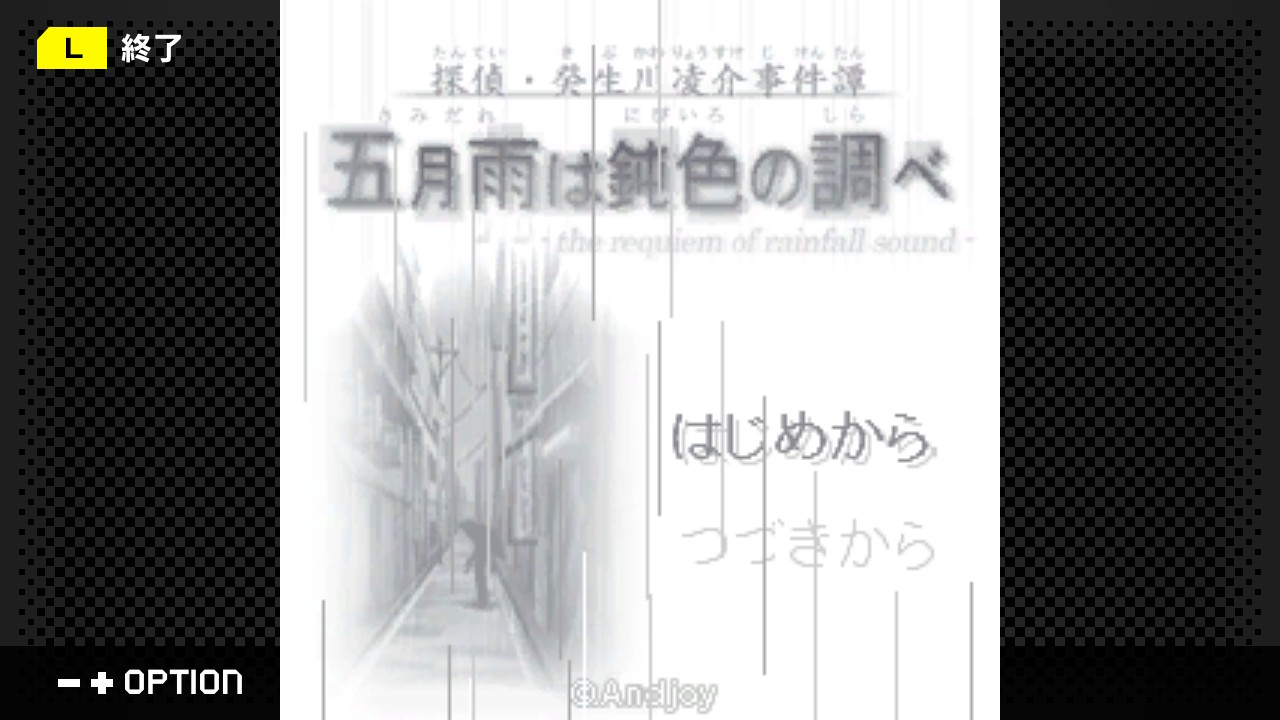 L 終了
たんてい き ぶ かわ りょうすけ じ けん たん
探偵・癸生川凌介事件譚
さみだれ にびいろ しら
五月雨は鈍色の調べ
- the requiem of rainfall sound -
はじめから
つづきから
©Andjoy
OPTION